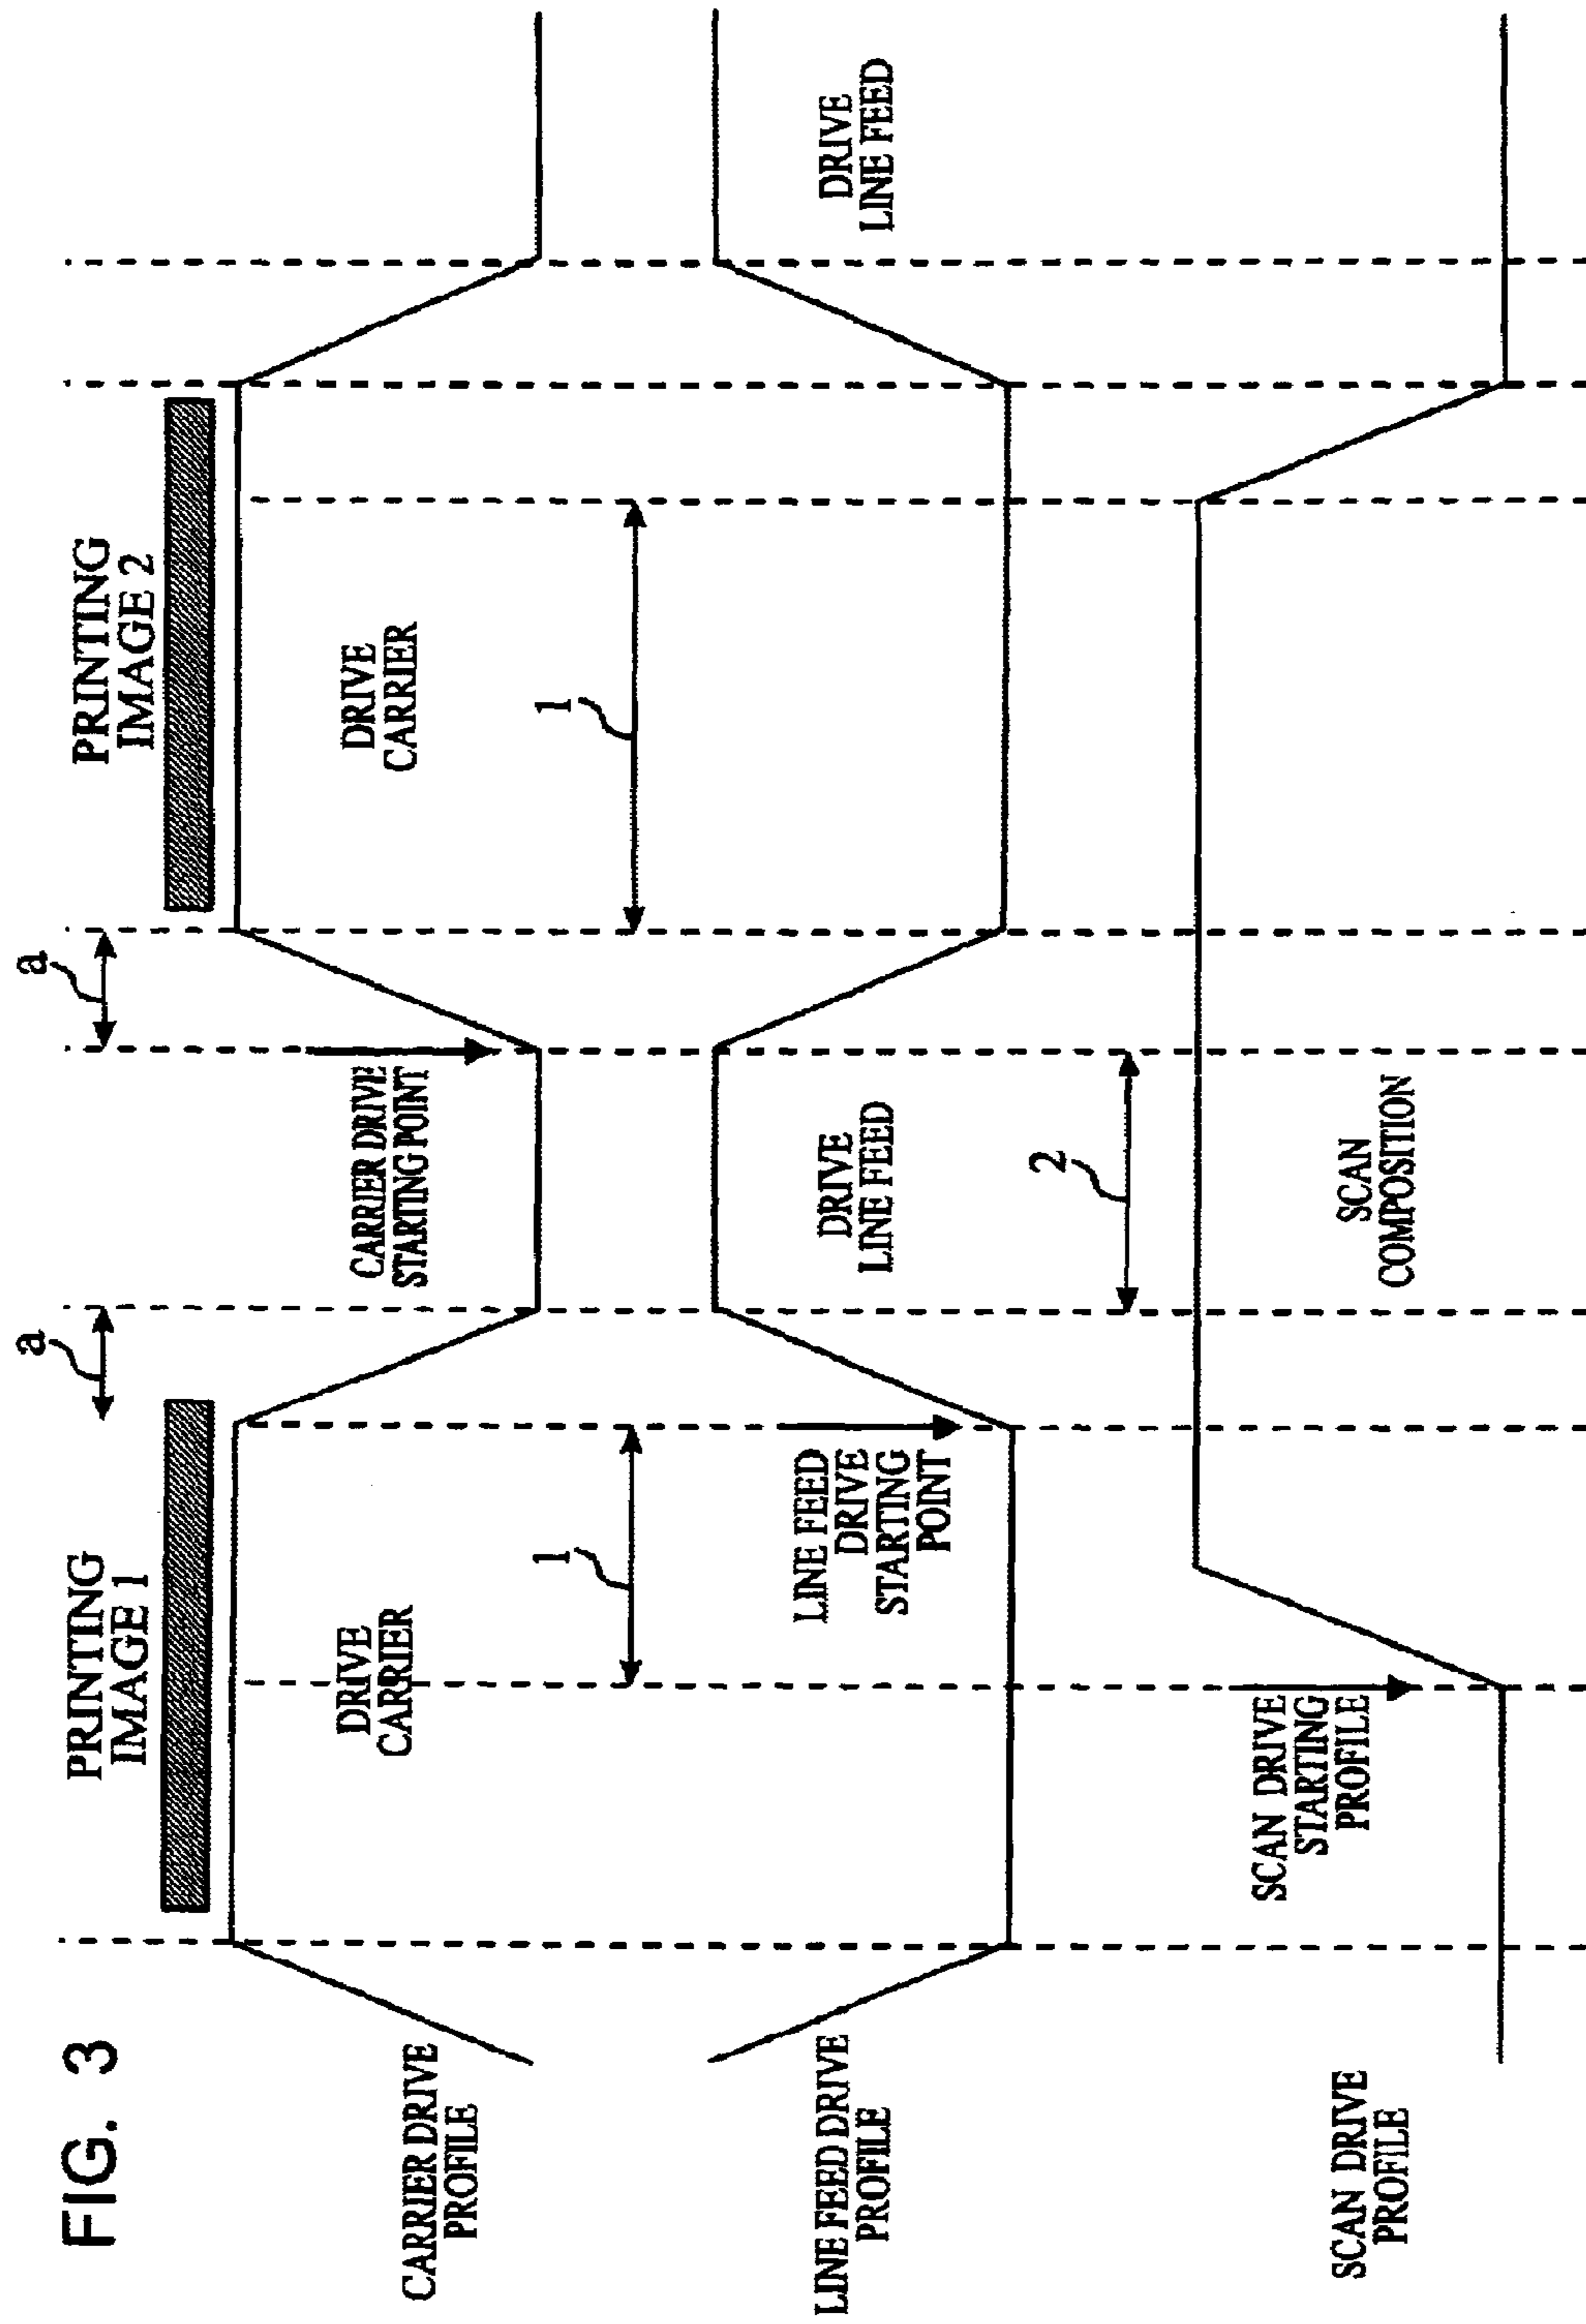 FIG. 3
PRINTING
IMAGE 1
a
a
PRINTING
IMAGE 2
CARRIER DRIVE
PROFILE
DRIVE
CARRIER
CARRIER DRIVE
STARTING POINT
DRIVE
CARRIER
1
1
LINE FEED DRIVE
PROFILE
LINE FEED
DRIVE
STARTING
POINT
DRIVE
LINE FEED
DRIVE
LINE FEED
2
SCAN DRIVE
STARTING
PROFILE
SCAN DRIVE
PROFILE
SCAN
COMPOSITION